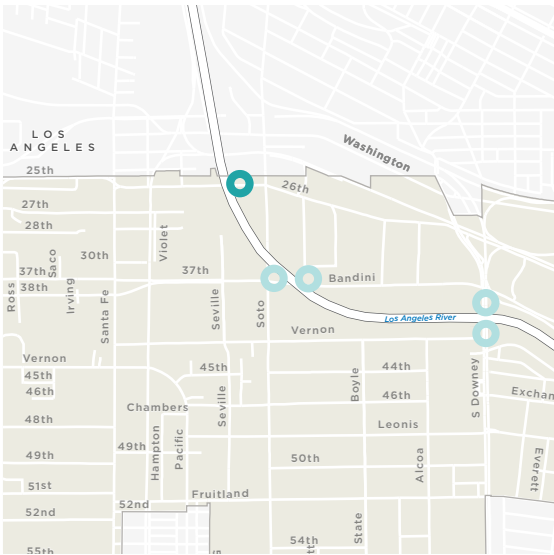 Washington
LOS
ANGELES
25th
26th
27th
28th
Violet
Saco
30th
37th
37th
Bandini
38th
Ross
Irving
Santa Fe
Seville
Soto
Los Angeles River
Vernon
Vernon
45th
44th
45th
46th
46th
Boyle
S Downey
Exchan
Chambers
Seville
48th
Leonis
49th
Hampton
Pacific
49th
50th
Alcoa
Everett
51st
Fruitland
52nd
52nd
State
54th
55th